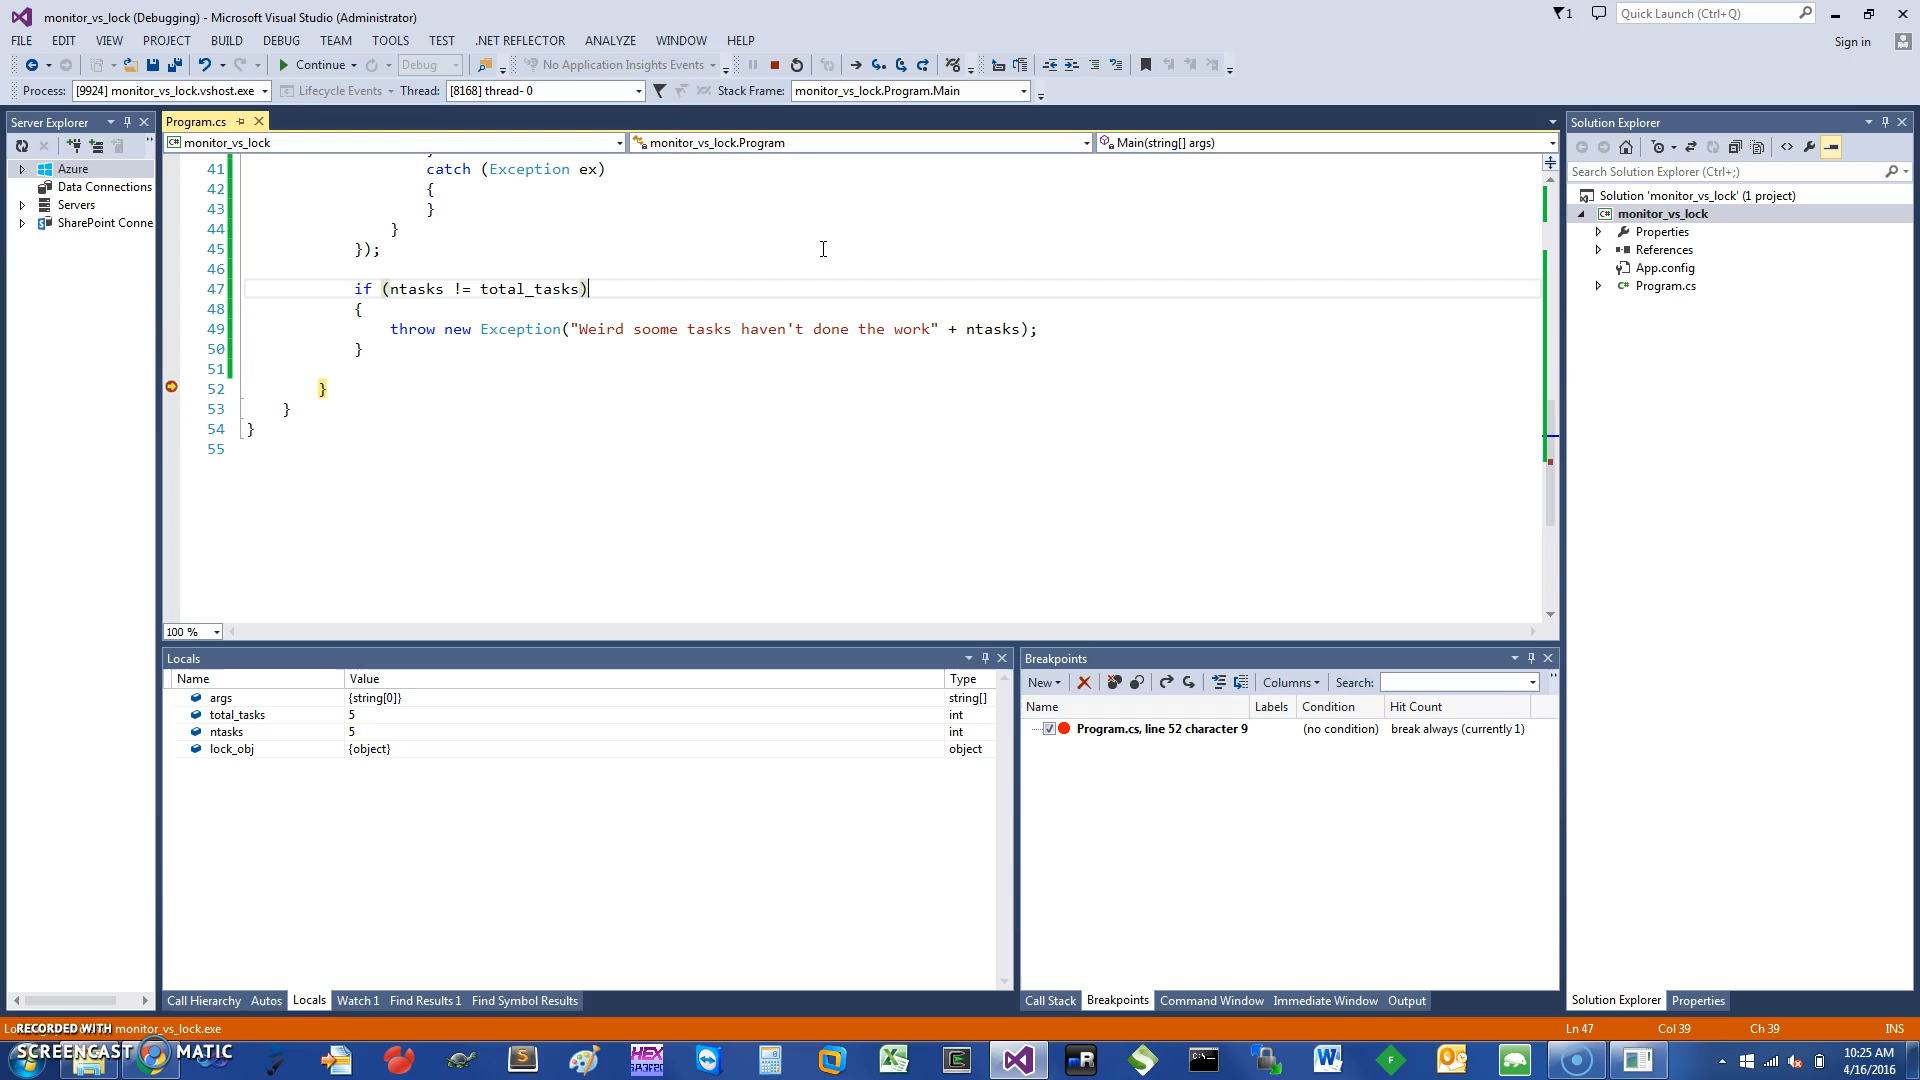 monitor_vs_lock (Debugging) - Microsoft Visual Studio (Administrator)
1
Quick Launch (Ctrl+Q)
FILE EDIT VIEW PROJECT BUILD DEBUG TEAM TOOLS TEST .NET REFLECTOR ANALYZE WINDOW HELP
Sign in
Continue Debug No Application Insights Events
Process: [9924] monitor_vs_lock.vshost.exe Lifecycle Events Thread: [8168] thread- 0 Stack Frame: monitor_vs_lock.Program.Main
Server Explorer
Azure
Data Connections
Servers
SharePoint Conne
Program.cs
monitor_vs_lock monitor_vs_lock.Program Main(string[] args)
41 catch (Exception ex)
42 {
43 }
44 }
45 });
46
47 if (ntasks != total_tasks)
48 {
49 throw new Exception("Weird soome tasks haven't done the work" + ntasks);
50 }
51
52 }
53 }
54 }
55
100 %
Solution Explorer
Search Solution Explorer (Ctrl+;)
Solution 'monitor_vs_lock' (1 project)
C# monitor_vs_lock
Properties
References
App.config
C# Program.cs
Locals
Name Value Type
args {string[0]} string[]
total_tasks 5 int
ntasks 5 int
lock_obj {object} object
Call Hierarchy Autos Locals Watch 1 Find Results 1 Find Symbol Results
Breakpoints
New Columns Search:
Name Labels Condition Hit Count
Program.cs, line 52 character 9 (no condition) break always (currently 1)
Call Stack Breakpoints Command Window Immediate Window Output
Solution Explorer Properties
monitor_vs_lock.exe
Ln 47 Col 39 Ch 39 INS
RECORDED WITH
SCREENCAST MATIC
HEX
10:25 AM
4/16/2016